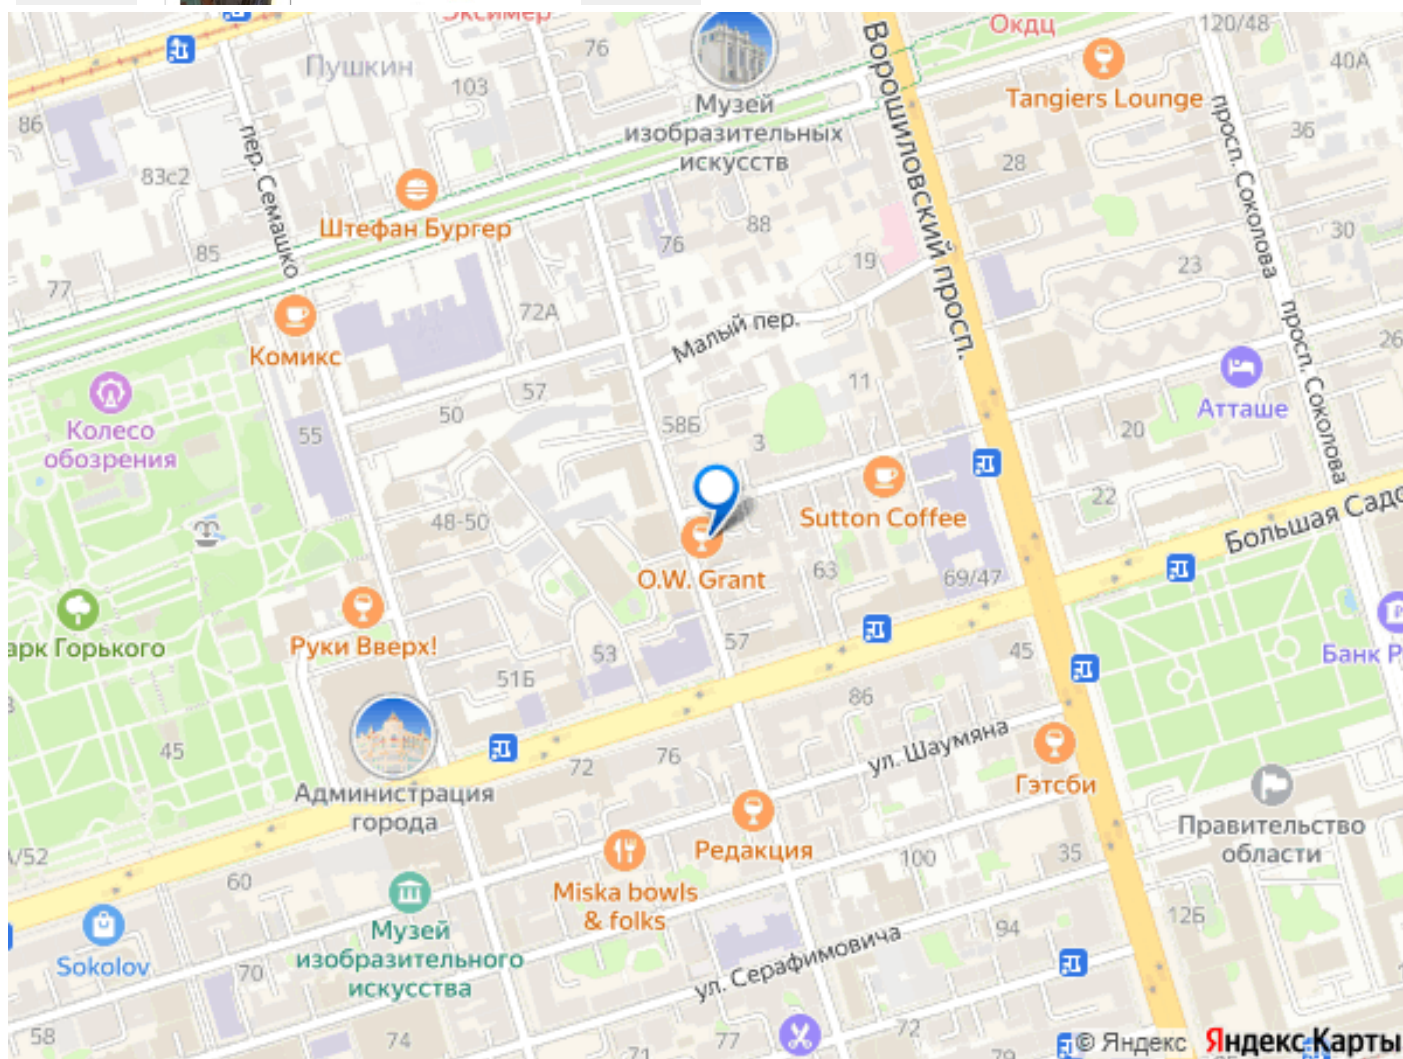 Эксимер
Окдц
120/48
76
Пушкин
103
40А
Tangiers Lounge
Музей
изобразительных
искусств
86
пер. Семашко
83с2
Ворошиловский просп.
просп. Соколова
36
28
Штефан Бургер
88
76
30
85
19
23
77
72А
Малый пер.
просп. Соколова
26
Комикс
57
11
50
Атташе
Колесо
обозрения
55
58Б
3
20
22
48-50
Sutton Coffee
Большая Садо
O.W. Grant
63
69/47
арк Горького
Руки Вверх!
57
53
45
Банк Р
51Б
86
45
76
72
ул. Шаумяна
Гэтсби
Администрация
города
Правительство
области
/52
Редакция
100
35
60
Miska bowls
& folks
12Б
Музей
изобразительного
искусства
94
Sokolov
70
ул. Серафимовича
58
74
71
77
72
79
© Яндекс Яндекс Карты